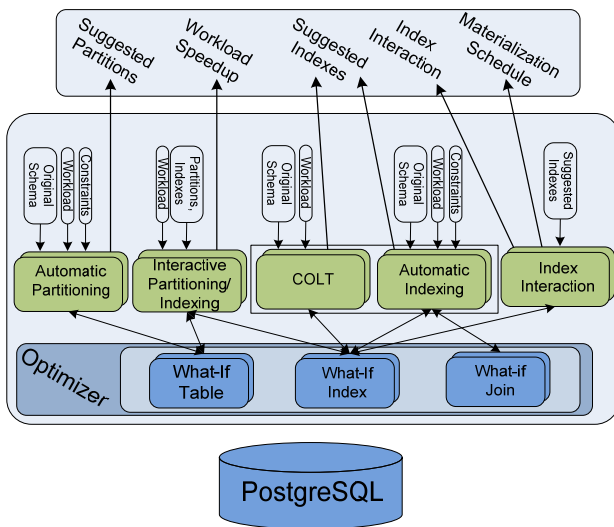 Suggested
Partitions
Workload
Speedup
Suggested
Indexes
Index
Interaction
Materialization
Schedule
Original
Schema
Workload
Constraints
Workload
Partitions,
Indexes
Original
Schema
Workload
Original
Schema
Workload
Constraints
Suggested
Indexes
Automatic
Partitioning
Interactive
Partitioning/
Indexing
COLT
Automatic
Indexing
Index
Interaction
Optimizer
What-If
Table
What-If
Index
What-if
Join
PostgreSQL